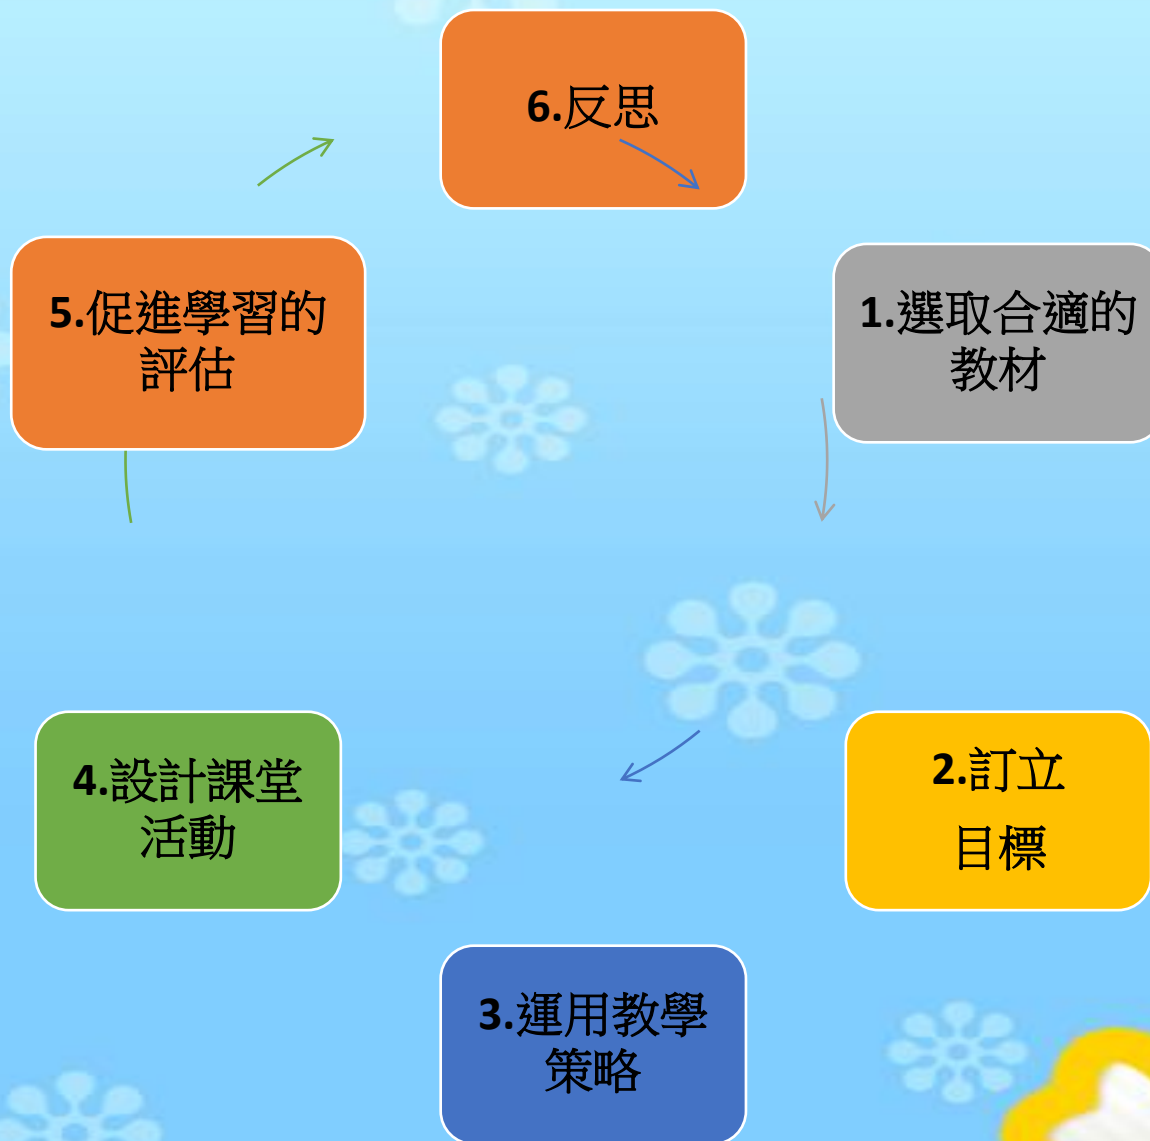 6.反思
5.促進學習的
評估
1.選取合適的
教材
4.設計課堂
活動
2.訂立
目標
3.運用教學
策略